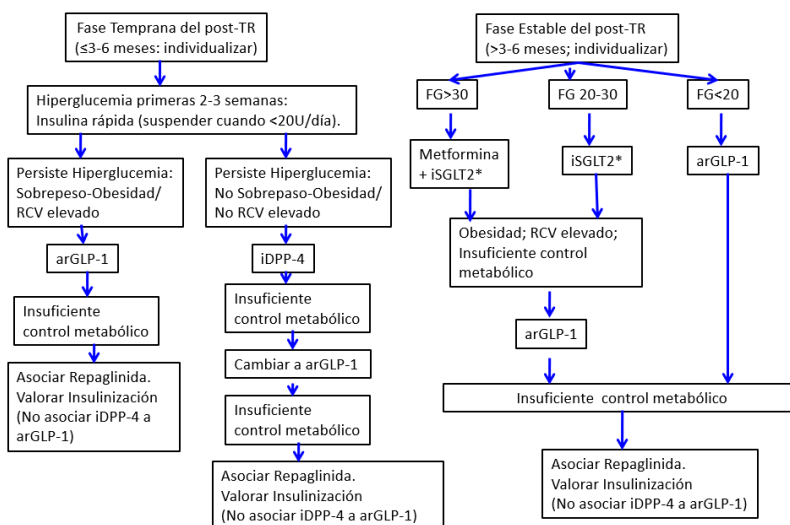 Fase Temprana del post-TR
(≤3-6 meses: individualizar)
Hiperglucemia primeras 2-3 semanas:
Insulina rápida (suspender cuando <20U/día).
Persiste Hiperglucemia:
Sobrepeso-Obesidad/
RCV elevado
arGLP-1
Insuficiente
control metabólico
Asociar Repaglinida.
Valorar Insulinización
(No asociar iDPP-4 a
arGLP-1)
Persiste Hiperglucemia:
No Sobrepaso-Obesidad/
No RCV elevado
iDPP-4
Insuficiente
control metabólico
Cambiar a arGLP-1
Insuficiente
control metabólico
Asociar Repaglinida.
Valorar Insulinización
(No asociar iDPP-4 a arGLP-1)
Fase Estable del post-TR
(>3-6 meses; individualizar)
FG>30
FG 20-30
FG<20
Metformina
+ iSGLT2*
iSGLT2*
arGLP-1
Obesidad; RCV elevado;
Insuficiente control
metabólico
arGLP-1
Insuficiente control metabólico
Asociar Repaglinida.
Valorar Insulinización
(No asociar iDPP-4 a arGLP-1)